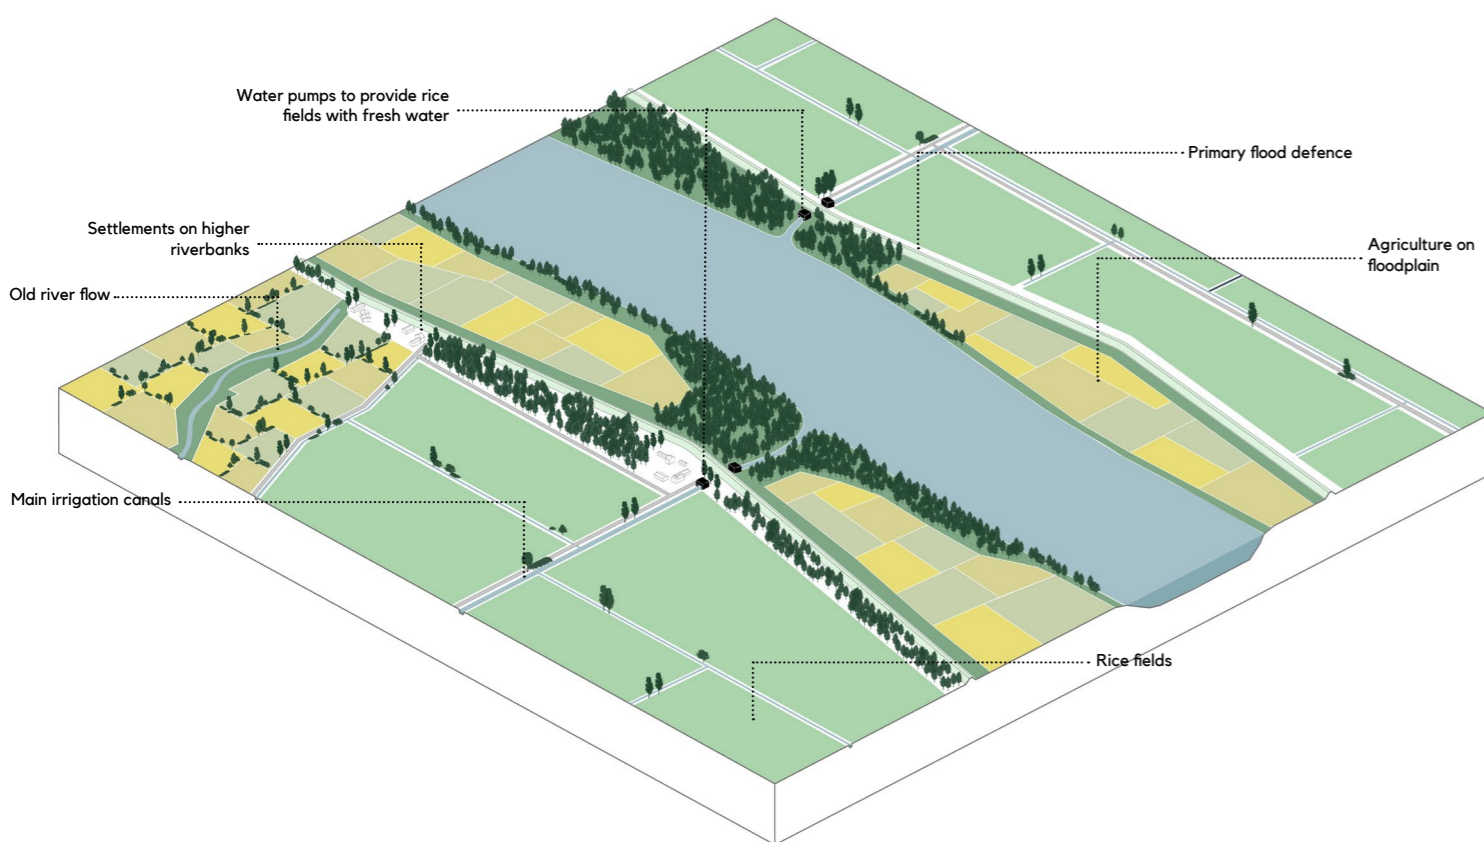 Water pumps to provide rice
fields with fresh water
Primary flood defence
Settlements on higher
riverbanks
Agriculture on
floodplain
Old river flow
Main irrigation canals
Rice fields